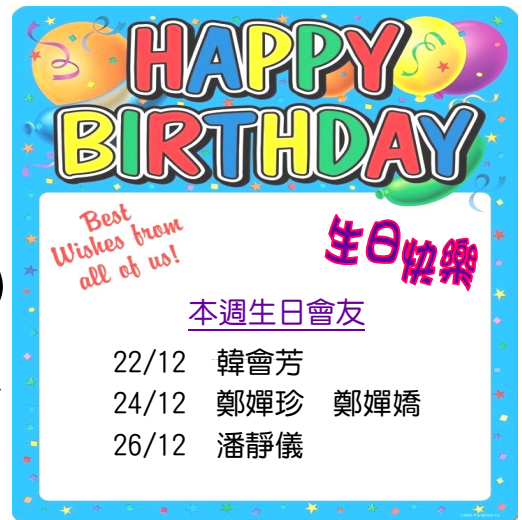 HAPPY
BIRTHDAY
Best
Wishes from
all of us!
生日快樂
本週生日會友
22/12 韓會芳
24/12 鄭嬋珍 鄭嬋嬌
26/12 潘靜儀